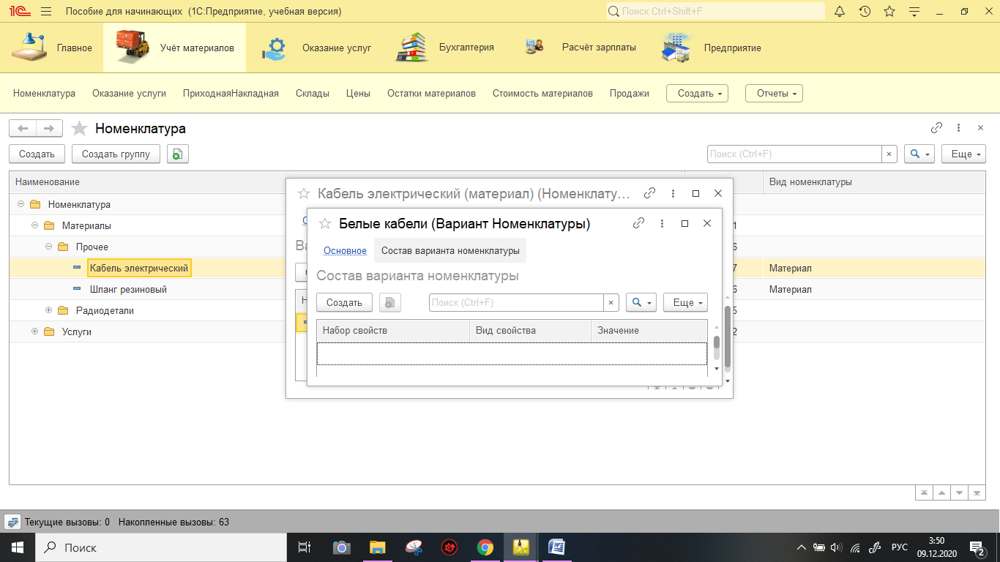 1С Пособие для начинающих (1С:Предприятие, учебная версия) Поиск Ctrl+Shift+F
Главное Учёт материалов Оказание услуг Бухгалтерия Расчёт зарплаты Предприятие
Номенклатура Оказание услуги ПриходнаяНакладная Склады Цены Остатки материалов Стоимость материалов Продажи Создать Отчеты
Номенклатура
Создать Создать группу Поиск (Ctrl+F) × Еще
Наименование Вид номенклатуры
Номенклатура
Материалы 1
Прочее 6
Кабель электрический 7 Материал
Шланг резиновый 6 Материал
Радиодетали 5
Услуги 2
Кабель электрический (материал) (Номенклату...
Белые кабели (Вариант Номенклатуры)
Основное Состав варианта номенклатуры
Состав варианта номенклатуры
Создать Поиск (Ctrl+F) × Еще
Набор свойств Вид свойства Значение
Текущие вызовы: 0 Накопленные вызовы: 63
Поиск
РУС
3:50
09.12.2020
2